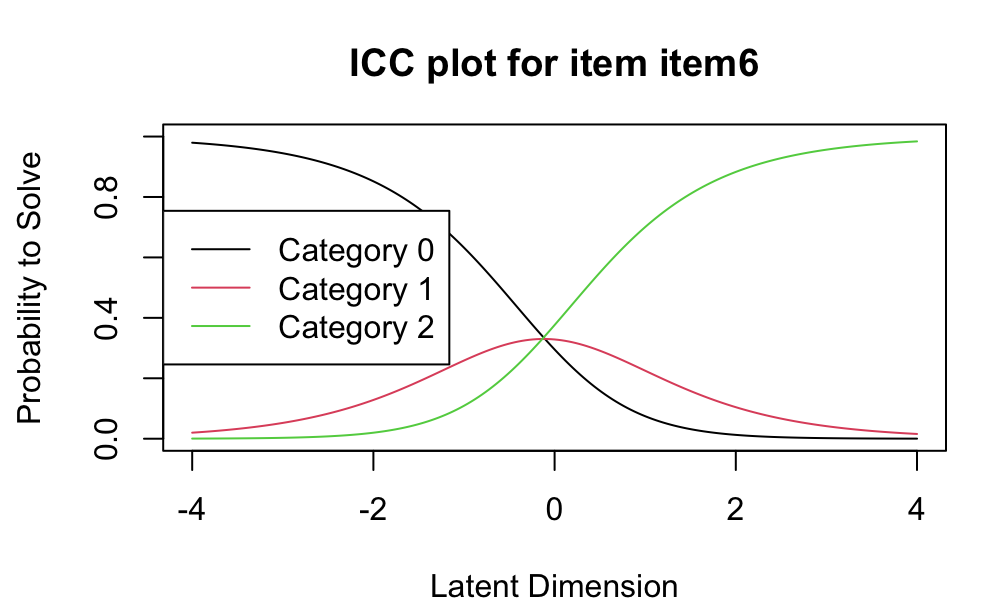 ICC plot for item item6
Probability to Solve
0.8
0.4
0.0
Category 0
Category 1
Category 2
-4 -2 0 2 4
Latent Dimension